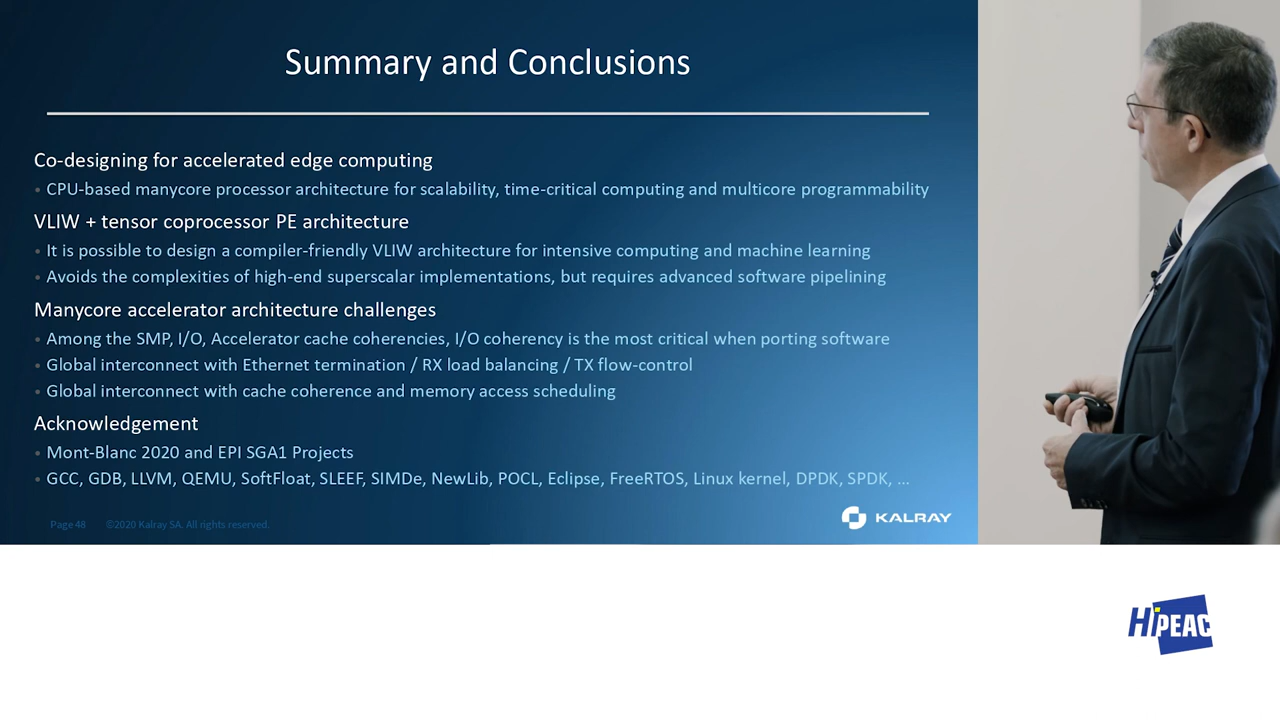 Summary and Conclusions
Co-designing for accelerated edge computing
• CPU-based manycore processor architecture for scalability, time-critical computing and multicore programmability
VLIW + tensor coprocessor PE architecture
• It is possible to design a compiler-friendly VLIW architecture for intensive computing and machine learning
• Avoids the complexities of high-end superscalar implementations, but requires advanced software pipelining
Manycore accelerator architecture challenges
• Among the SMP, I/O, Accelerator cache coherencies, I/O coherency is the most critical when porting software
• Global interconnect with Ethernet termination / RX load balancing / TX flow-control
• Global interconnect with cache coherence and memory access scheduling
Acknowledgement
• Mont-Blanc 2020 and EPI SGA1 Projects
• GCC, GDB, LLVM, QEMU, SoftFloat, SLEEF, SIMDe, NewLib, POCL, Eclipse, FreeRTOS, Linux kernel, DPDK, SPDK, ...
Page 48 ©2020 Kalray SA. All rights reserved.
KALRAY
HiPEAC